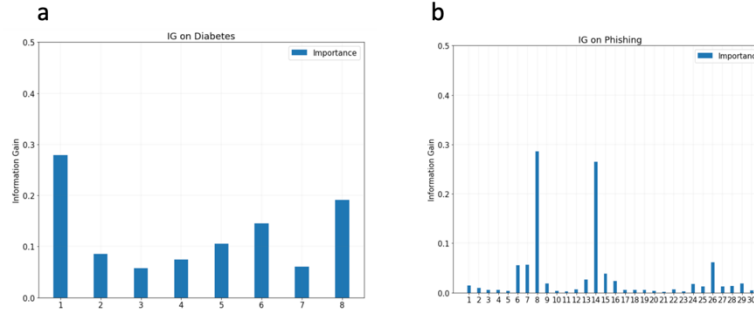 a
IG on Diabetes
Importance
Information Gain
0.5
0.4
0.3
0.2
0.1
0.0
1 2 3 4 5 6 7 8
b
IG on Phishing
Importance
Information Gain
0.5
0.4
0.3
0.2
0.1
0.0
1 2 3 4 5 6 7 8 9 10 11 12 13 14 15 16 17 18 19 20 21 22 23 24 25 26 27 28 29 30